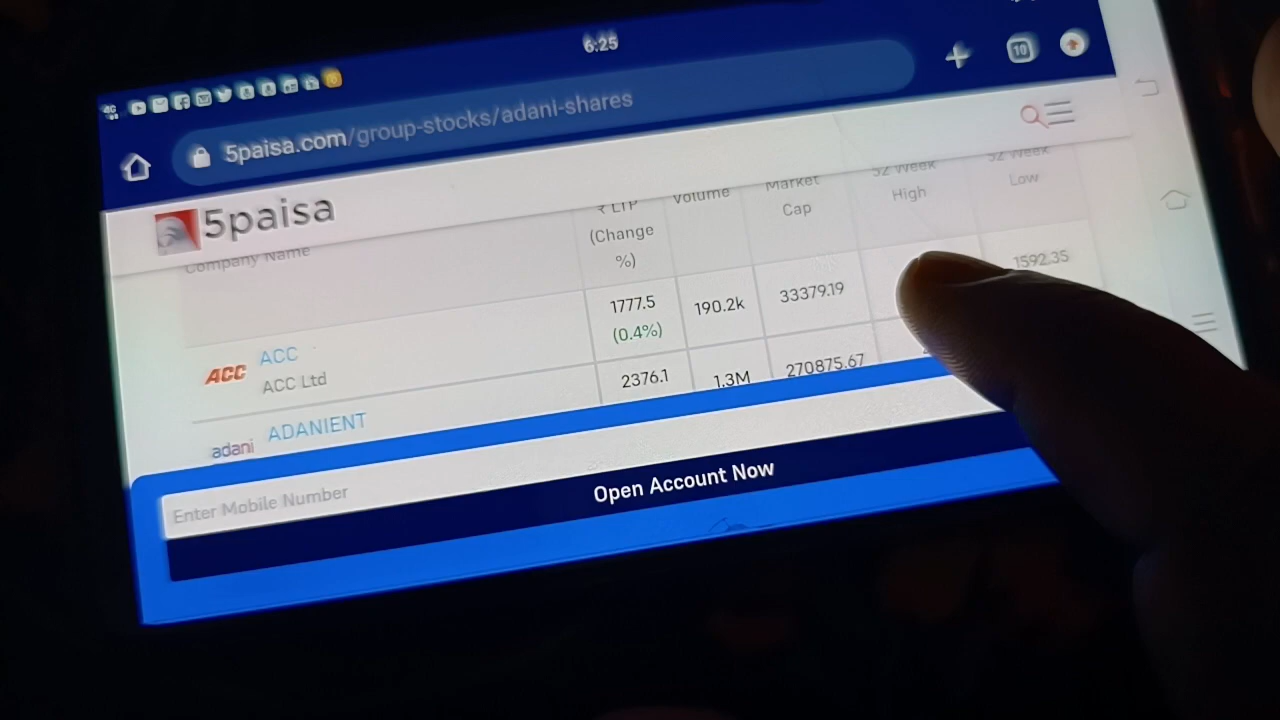 4G
6:25
5paisa.com/group-stocks/adani-shares
10
5paisa
Company Name
₹ LTP
(Change
%)
Volume
Market
Cap
52 Week
High
52 Week
Low
ACC
ACC
ACC Ltd
1777.5
(0.4%)
190.2k
33379.19
1592.35
adani
ADANIENT
2376.1
1.3M
270875.67
Enter Mobile Number
Open Account Now